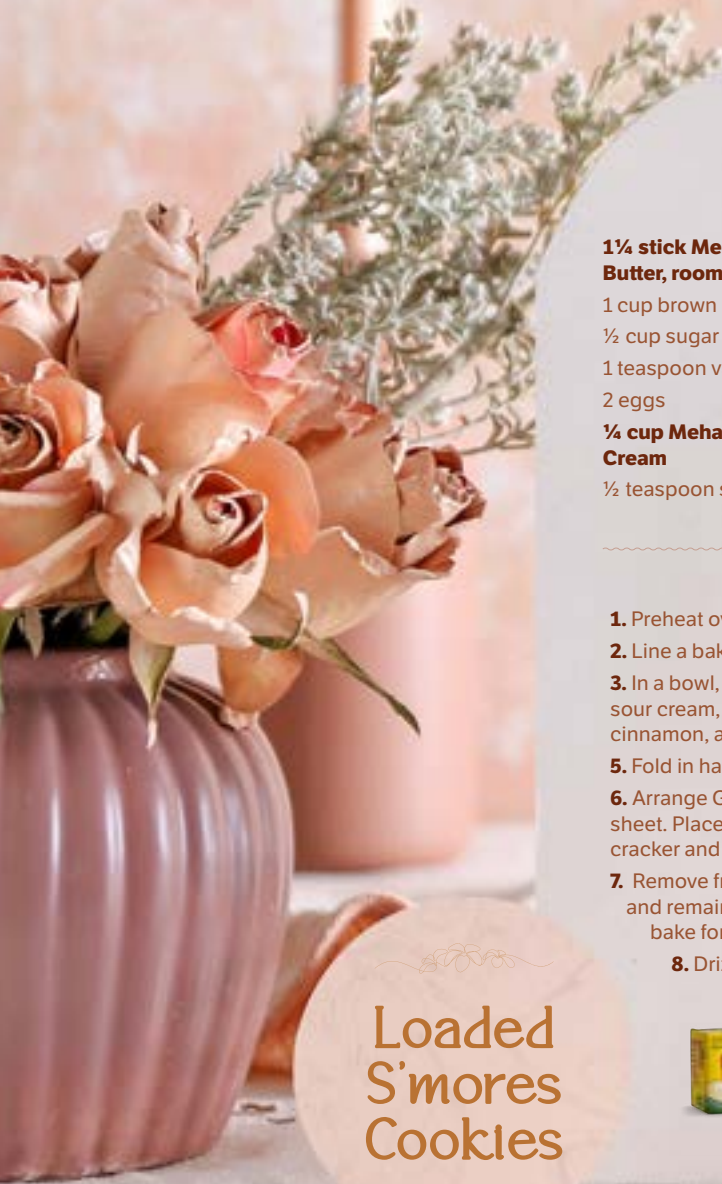 1¼ stick Me
Butter, room
1 cup brown
½ cup sugar
1 teaspoon v
2 eggs
¼ cup Meha
Cream
½ teaspoon s
1. Preheat ov
2. Line a bak
3. In a bowl,
sour cream,
cinnamon, a
5. Fold in ha
6. Arrange G
sheet. Place
cracker and
7. Remove fr
and remain
bake for
8. Driz
Loaded
S'mores
Cookies